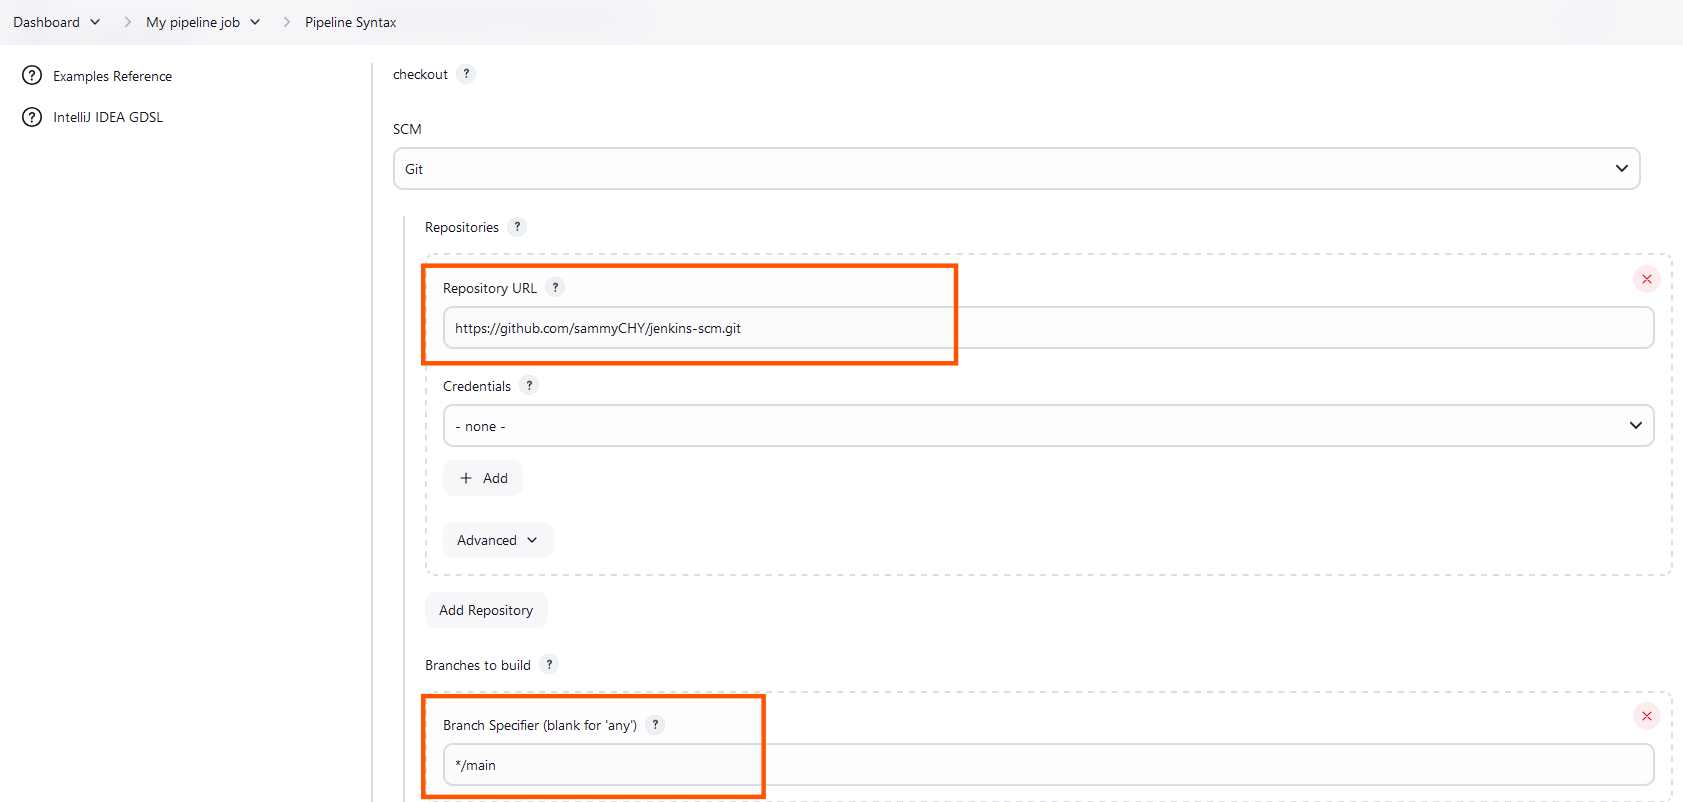 Dashboard
My pipeline job
Pipeline Syntax
Examples Reference
IntelliJ IDEA GDSL
checkout ?
SCM
Git
Repositories ?
Repository URL ?
https://github.com/sammyCHY/jenkins-scm.git
Credentials ?
- none -
+ Add
Advanced
Add Repository
Branches to build ?
Branch Specifier (blank for 'any') ?
*/main